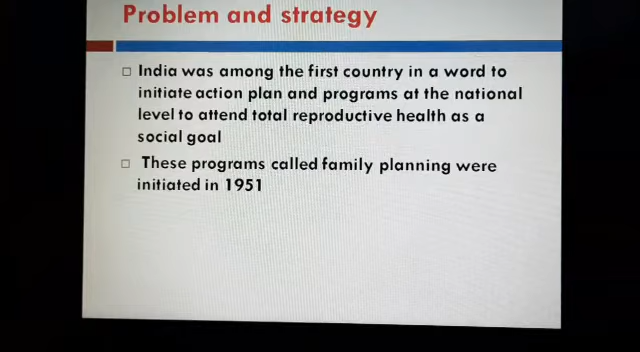 Problem and strategy
India was among the first country in a word to
initiate action plan and programs at the national
level to attend total reproductive health as a
social goal
These programs called family planning were
initiated in 1951